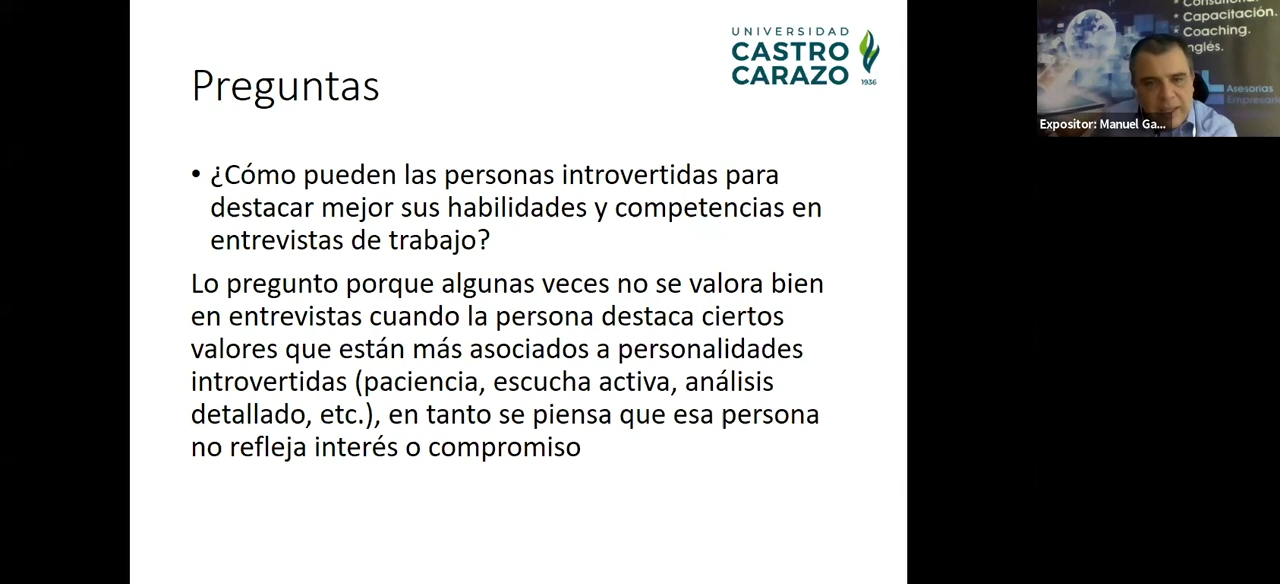 Preguntas
UNIVERSIDAD
CASTRO
CARAZO
1936
• ¿Cómo pueden las personas introvertidas para
destacar mejor sus habilidades y competencias en
entrevistas de trabajo?
Lo pregunto porque algunas veces no se valora bien
en entrevistas cuando la persona destaca ciertos
valores que están más asociados a personalidades
introvertidas (paciencia, escucha activa, análisis
detallado, etc.), en tanto se piensa que esa persona
no refleja interés o compromiso
* Capacitación.
* Coaching.
Asesorias
Expositor: Manuel Ga...